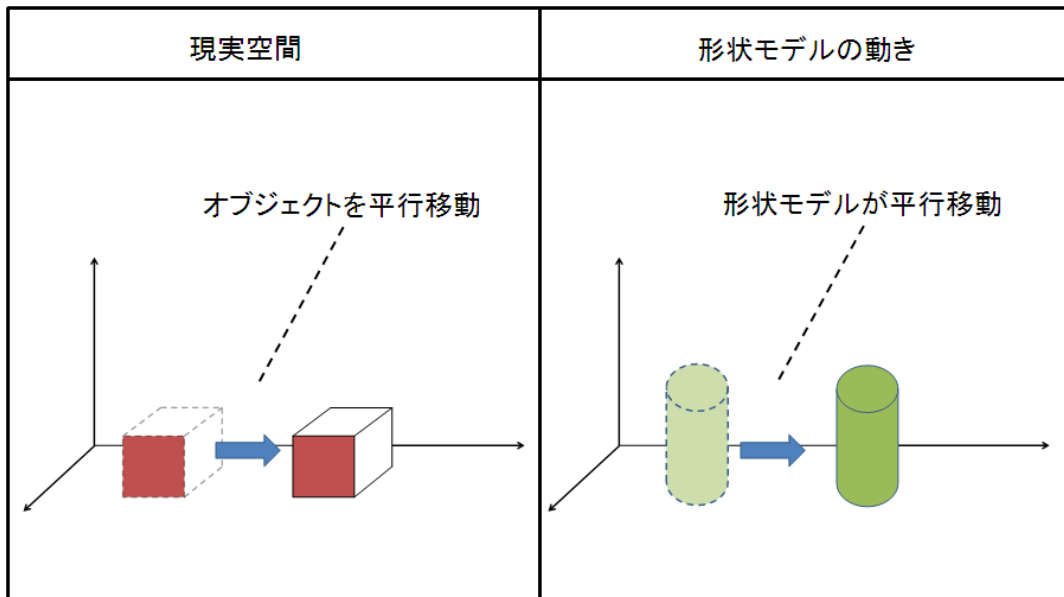 現実空間
形状モデルの動き
オブジェクトを平行移動
形状モデルが平行移動